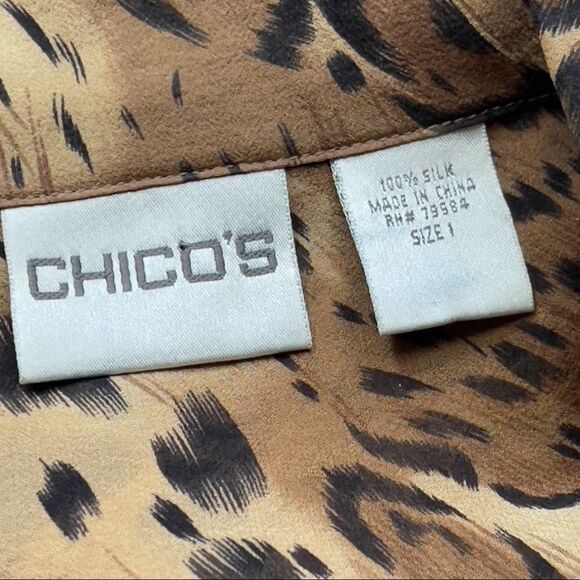 CHICO'S
100% SILK
MADE IN CHINA
RN# 79984
SIZE 1